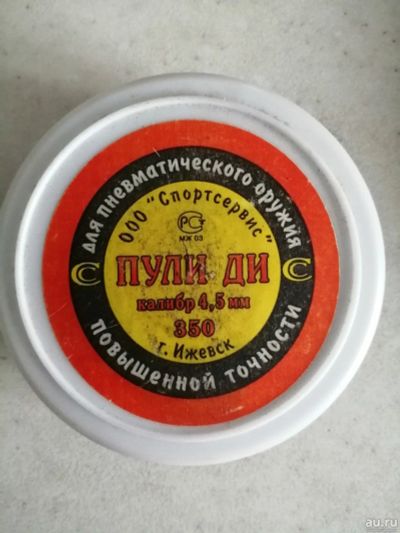 для пневматического оружия
ООО "Спортсервис"
РСТ
МЖ 03
С
ПУЛИ ДИ
С
калибр 4,5 мм
350
г. Ижевск
повышенной точности
au.ru